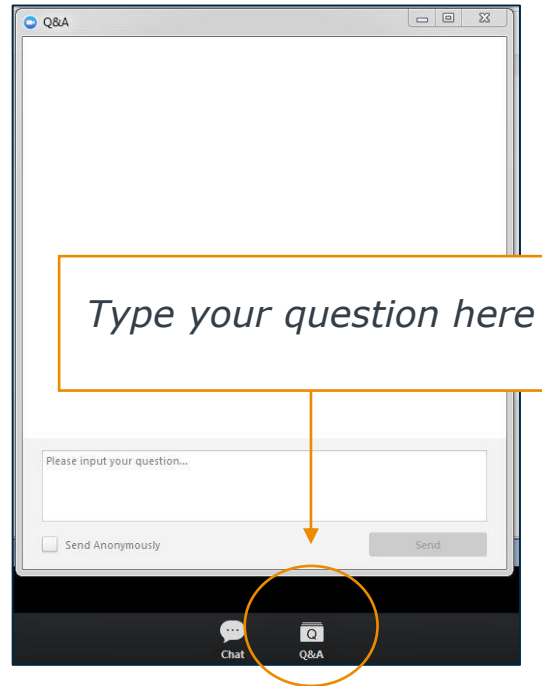 Q&A
Type your question here
Please input your question...
Send Anonymously
Send
Q
Chat
Q&A